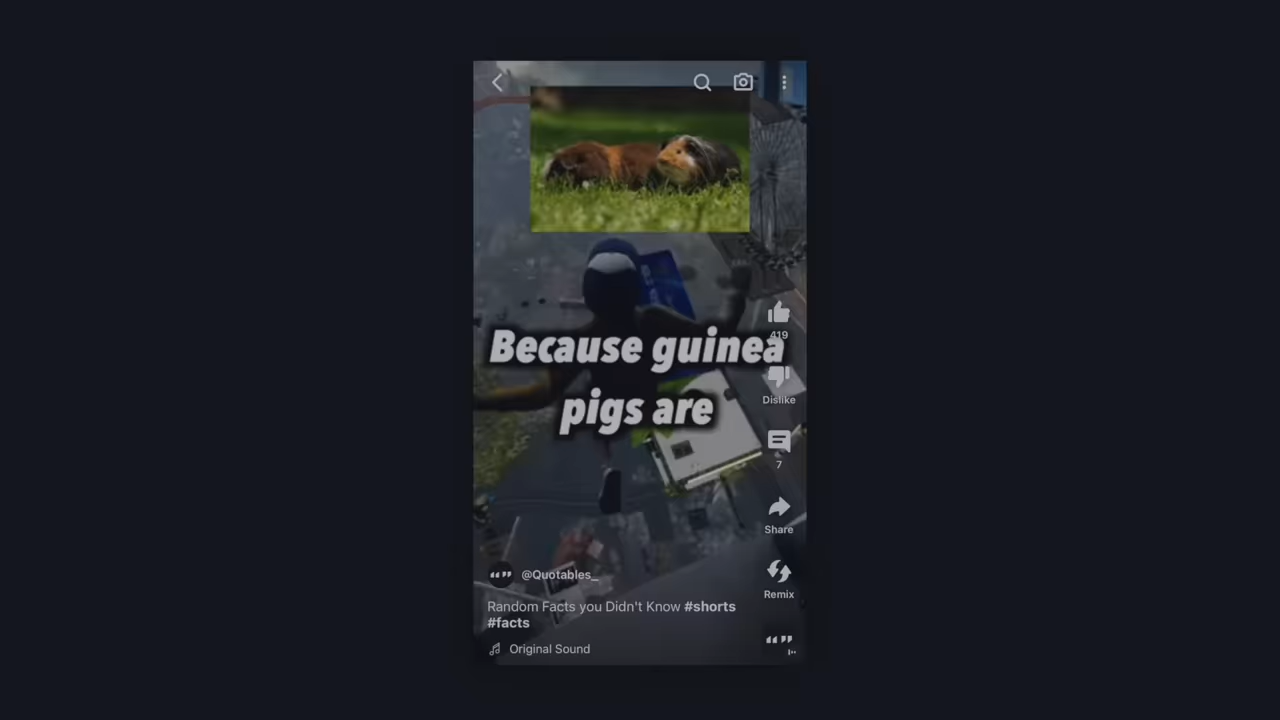 Because guinea
pigs are
419
Dislike
7
Share
Remix
@Quotables_
Random Facts you Didn't Know #shorts
#facts
Original Sound